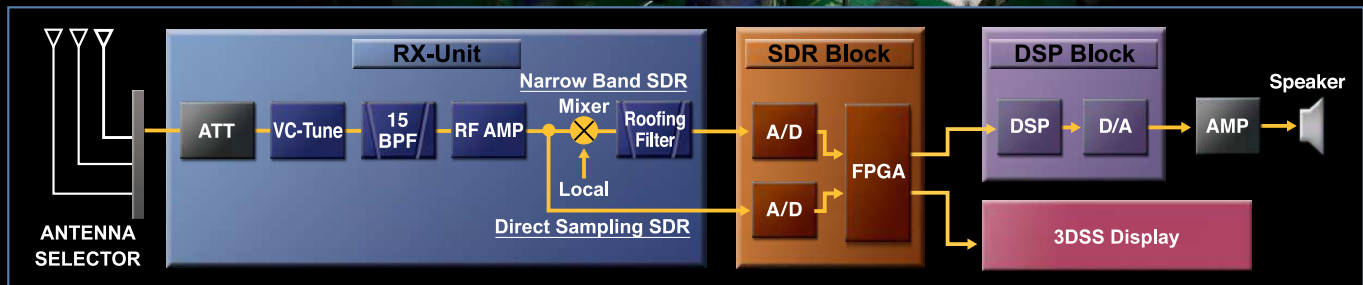 RX-Unit
SDR Block
DSP Block
Narrow Band SDR
Mixer
Speaker
ATT
VC-Tune
15
BPF
RF AMP
Roofing
Filter
A/D
FPGA
DSP
D/A
AMP
Local
A/D
Direct Sampling SDR
ANTENNA
SELECTOR
3DSS Display